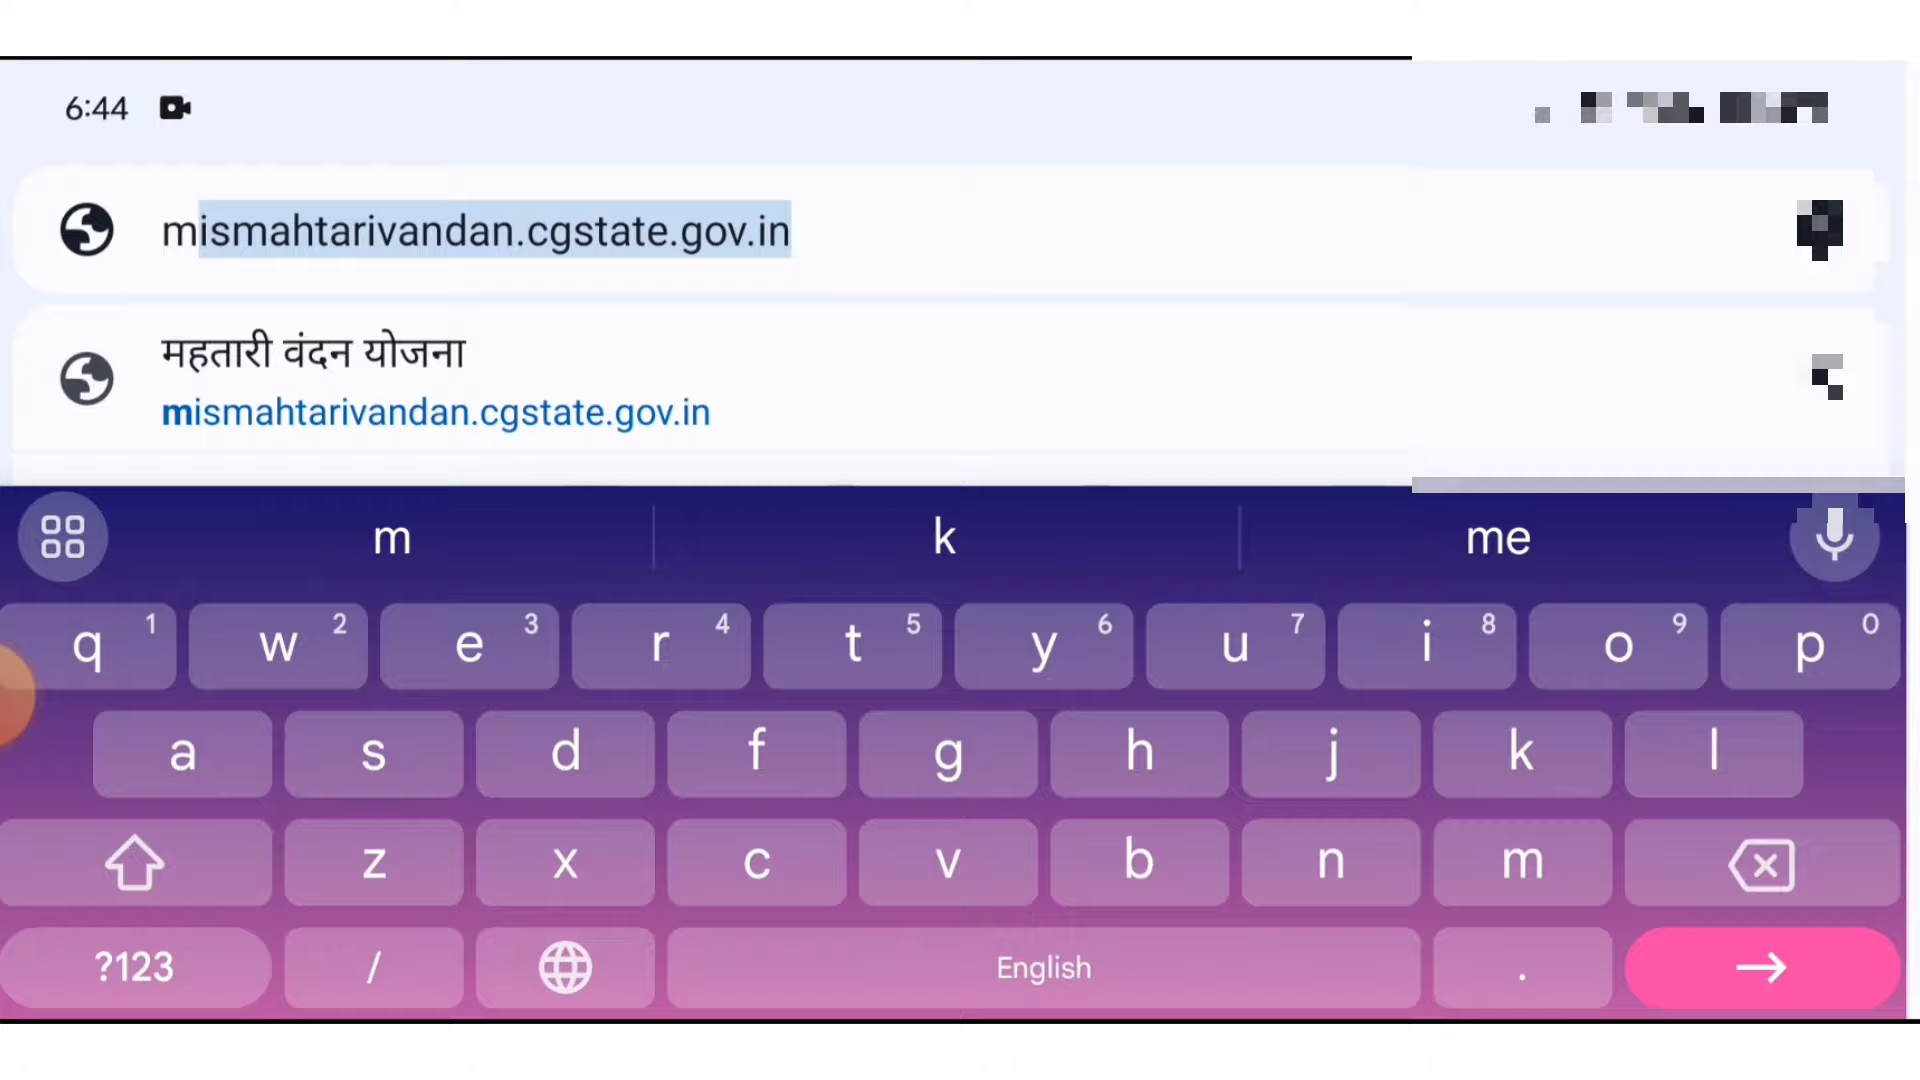 6:44
mismahtarivandan.cgstate.gov.in
महतारी वंदन योजना
mismahtarivandan.cgstate.gov.in
m k me
q 1 w 2 e 3 r 4 t 5 y 6 u 7 i 8 o 9 p 0
a s d f g h j k l
z x c v b n m
?123 / English .